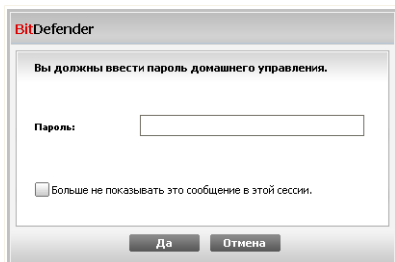 BitDefender
Вы должны ввести пароль домашнего управления.
Пароль:
Больше не показывать это сообщение в этой сессии.
Да Отмена